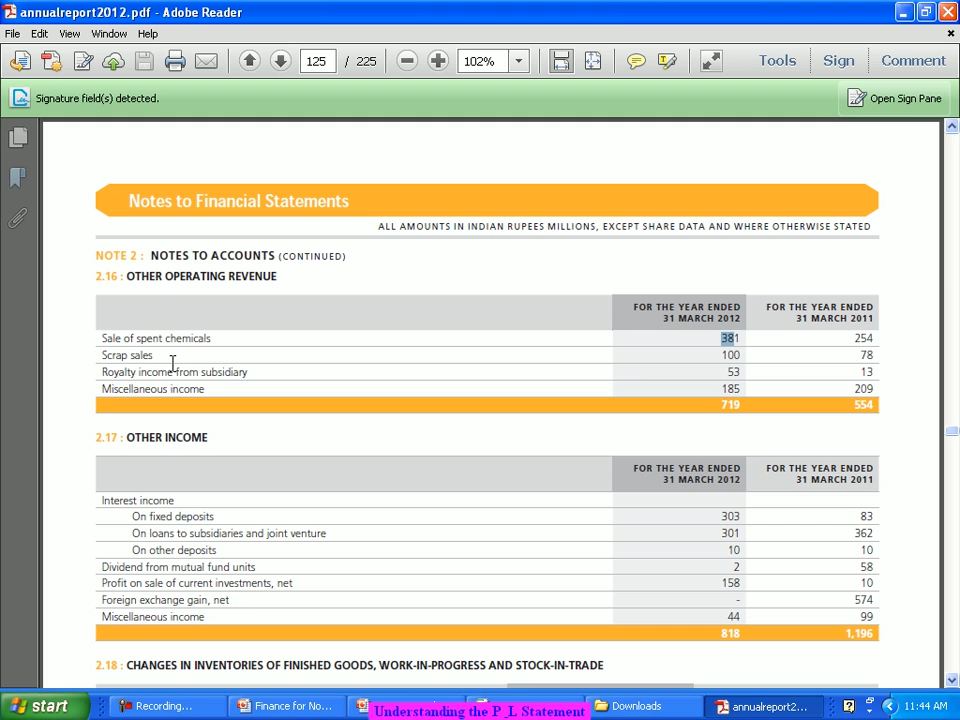 annualreport2012.pdf - Adobe Reader
File Edit View Window Help
125 / 225 102% Tools Sign Comment
Signature field(s) detected. Open Sign Pane
Notes to Financial Statements
ALL AMOUNTS IN INDIAN RUPEES MILLIONS, EXCEPT SHARE DATA AND WHERE OTHERWISE STATED
NOTE 2 : NOTES TO ACCOUNTS (CONTINUED)
2.16 : OTHER OPERATING REVENUE
FOR THE YEAR ENDED FOR THE YEAR ENDED
31 MARCH 2012 31 MARCH 2011
Sale of spent chemicals 381 254
Scrap sales 100 78
Royalty income from subsidiary 53 13
Miscellaneous income 185 209
719 554
2.17 : OTHER INCOME
FOR THE YEAR ENDED FOR THE YEAR ENDED
31 MARCH 2012 31 MARCH 2011
Interest income
On fixed deposits 303 83
On loans to subsidiaries and joint venture 301 362
On other deposits 10 10
Dividend from mutual fund units 2 58
Profit on sale of current investments, net 158 10
Foreign exchange gain, net - 574
Miscellaneous income 44 99
818 1,196
2.18 : CHANGES IN INVENTORIES OF FINISHED GOODS, WORK-IN-PROGRESS AND STOCK-IN-TRADE
start Recording... Finance for No... Downloads annualreport2... 11:44 AM
Understanding the P_L Statement